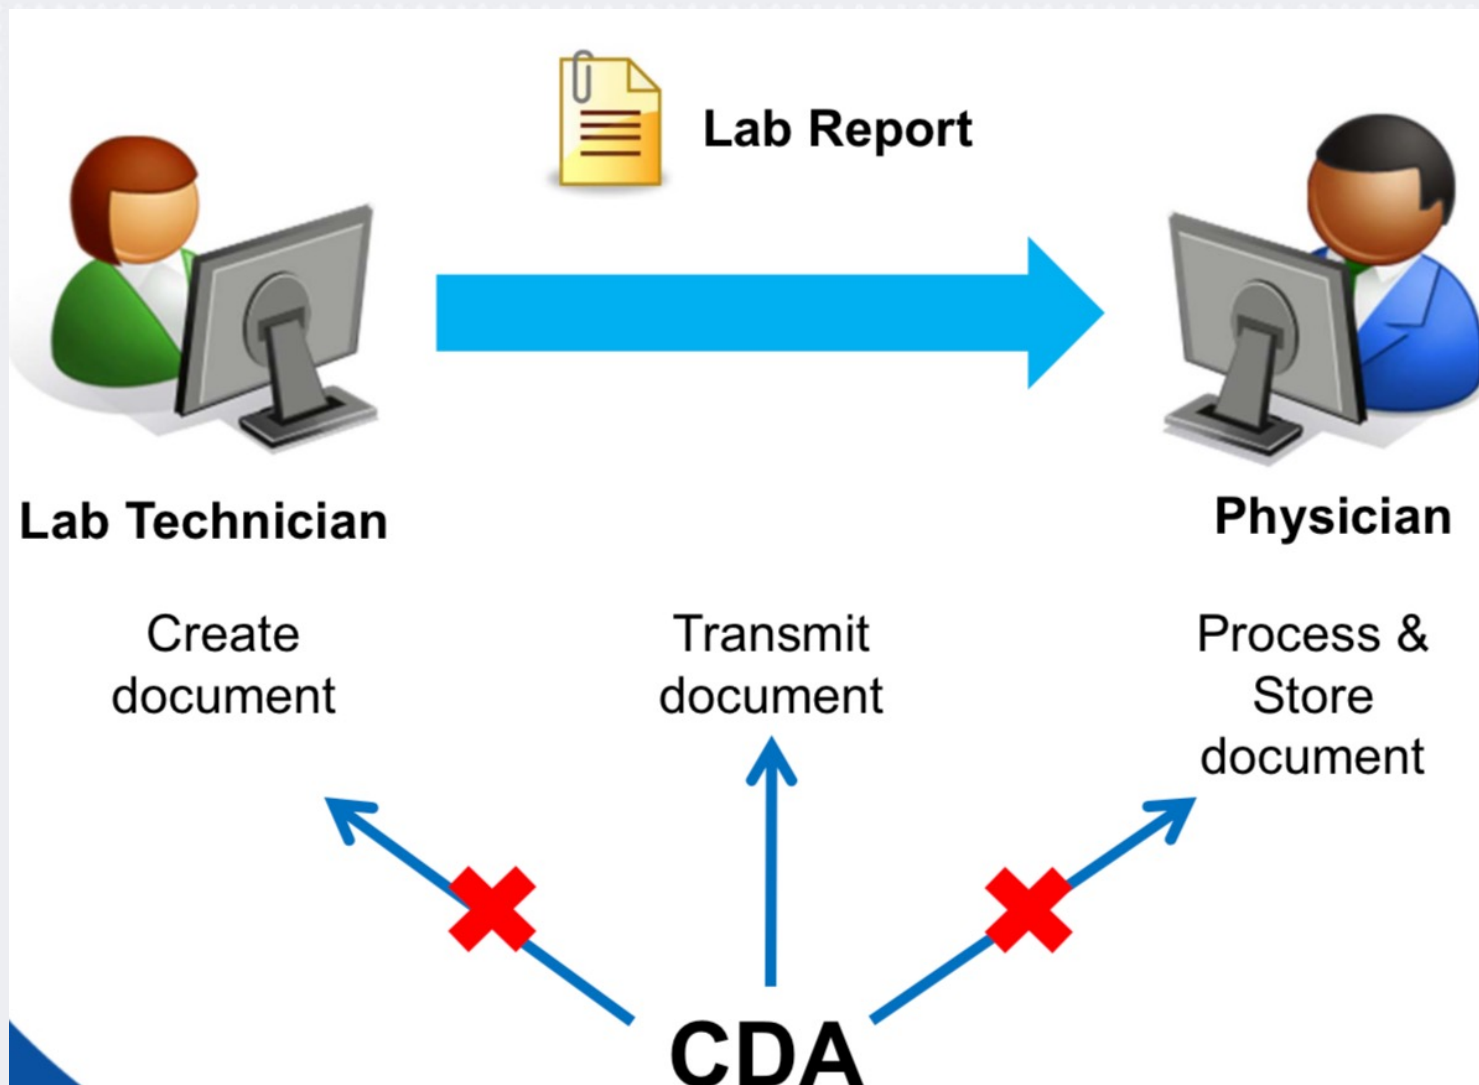 Lab Report
Lab Technician
Physician
Create
document
Transmit
document
Process &
Store
document
CDA